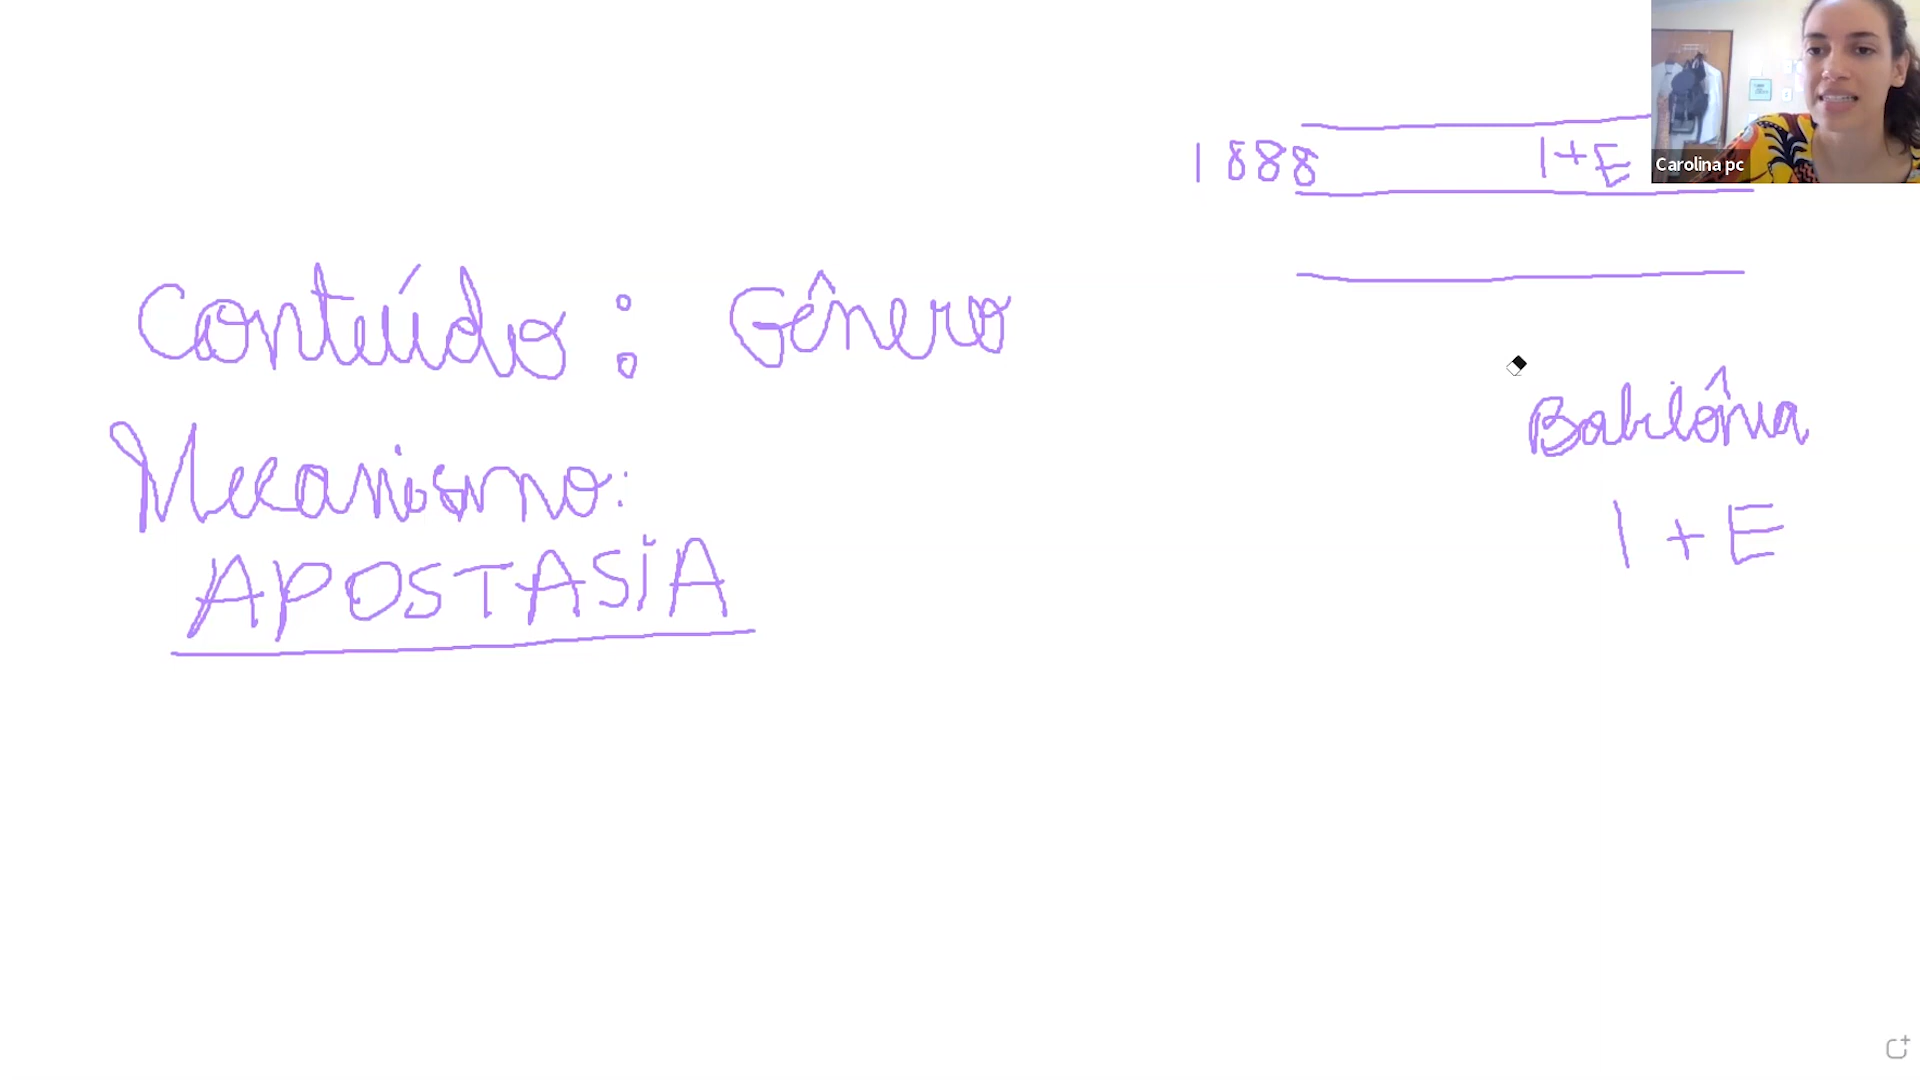 1888 1+E
Carolina pc
Conteúdo: Gênero
Babilônia
Mecanismo:
1 + E
APOSTASIA